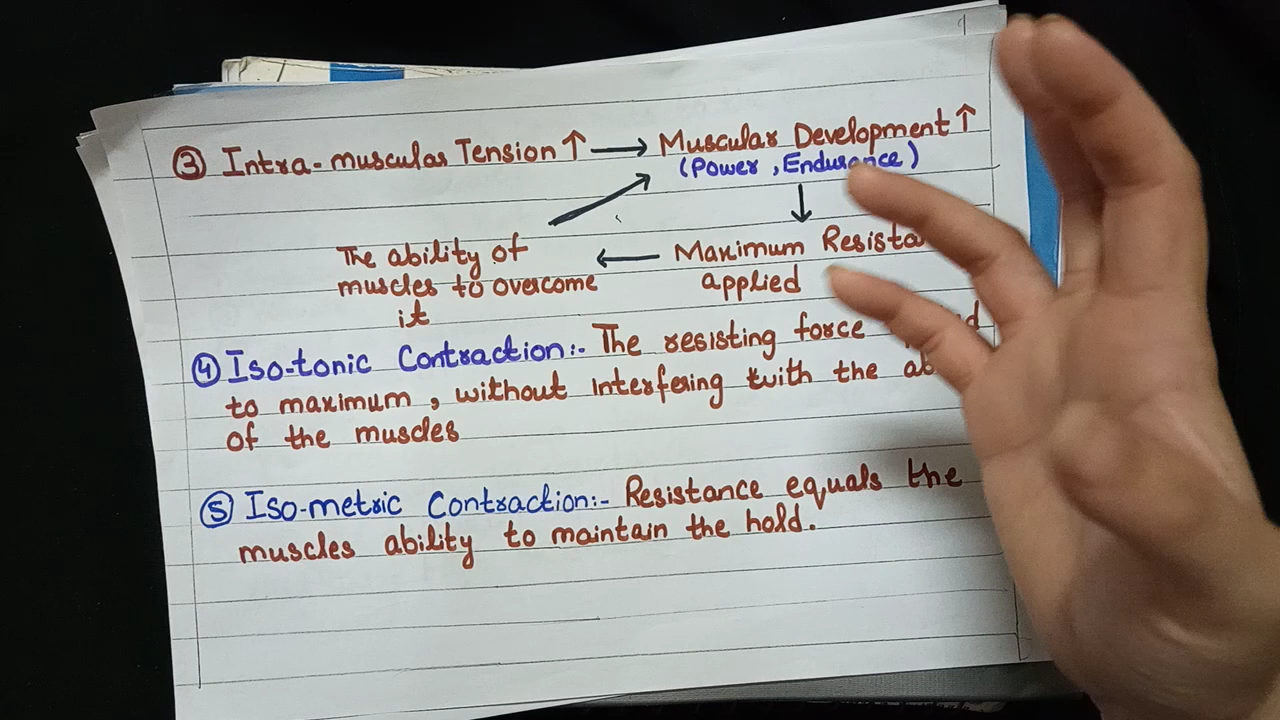 ③ Intra-muscular Tension ↑ → Muscular Development ↑
(Power, Endurance)
The ability of
muscles to overcome
it
← Maximum
applied
④ Iso-tonic Contraction:- The resisting force
to maximum, without interfering with the
of the muscles
⑤ Iso-metric Contraction:- Resistance equals the
muscles ability to maintain the hold.